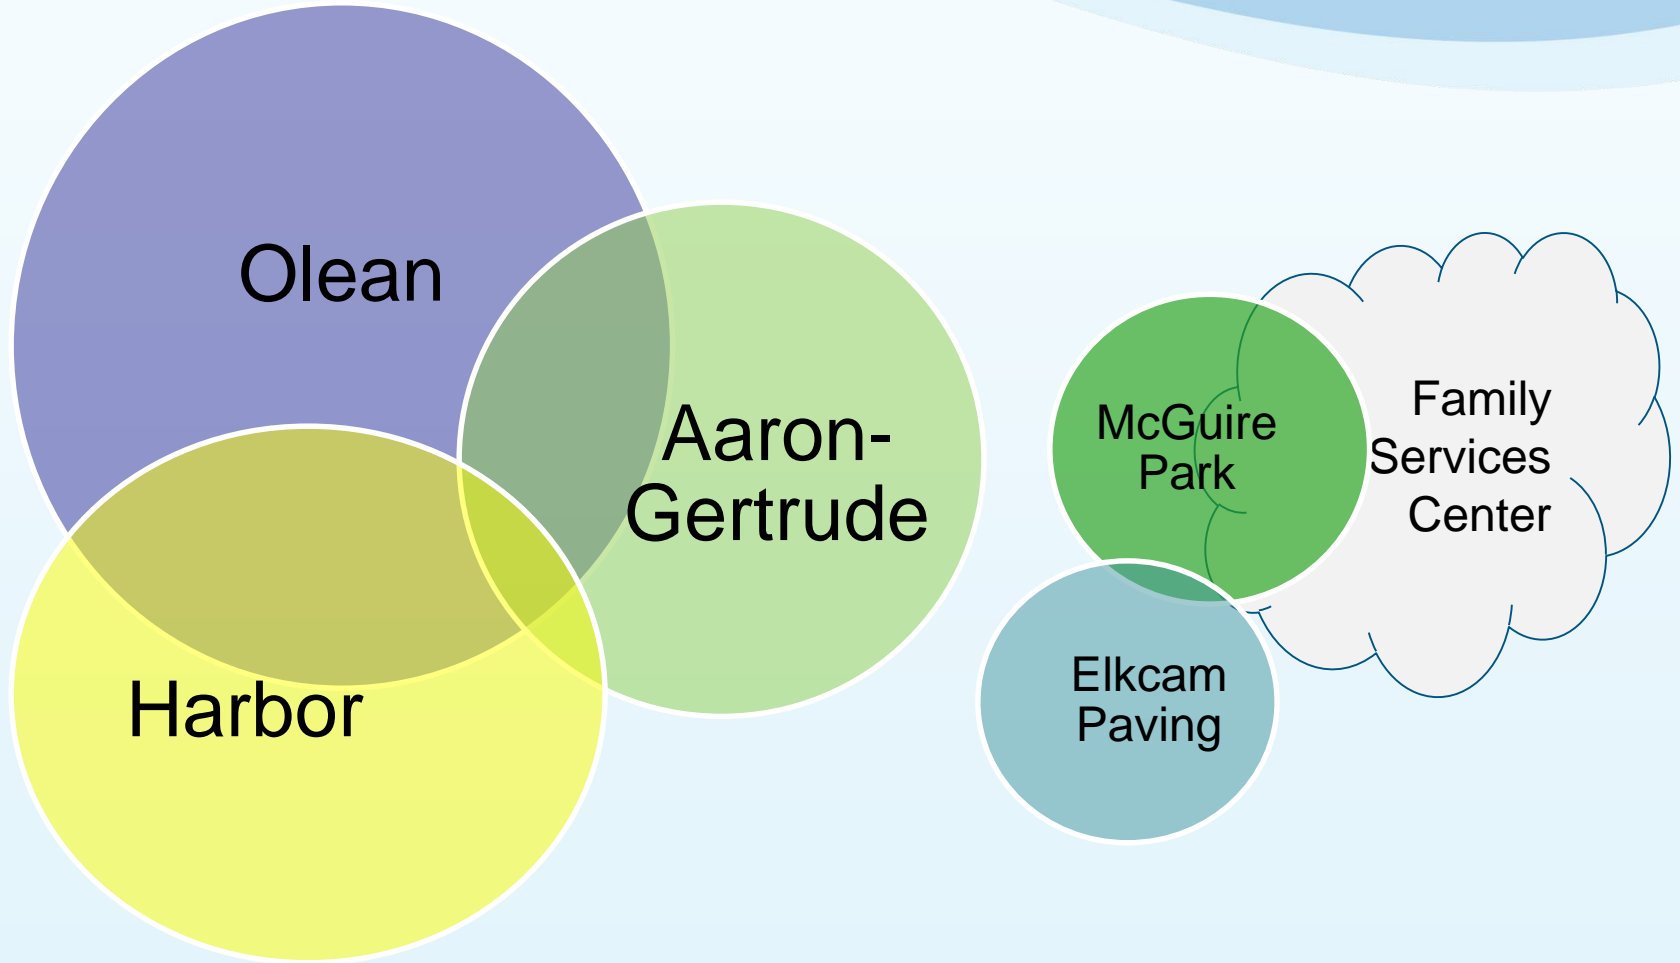 Olean
Aaron-
Gertrude
Harbor
McGuire
Park
Family
Services
Center
Elkcam
Paving